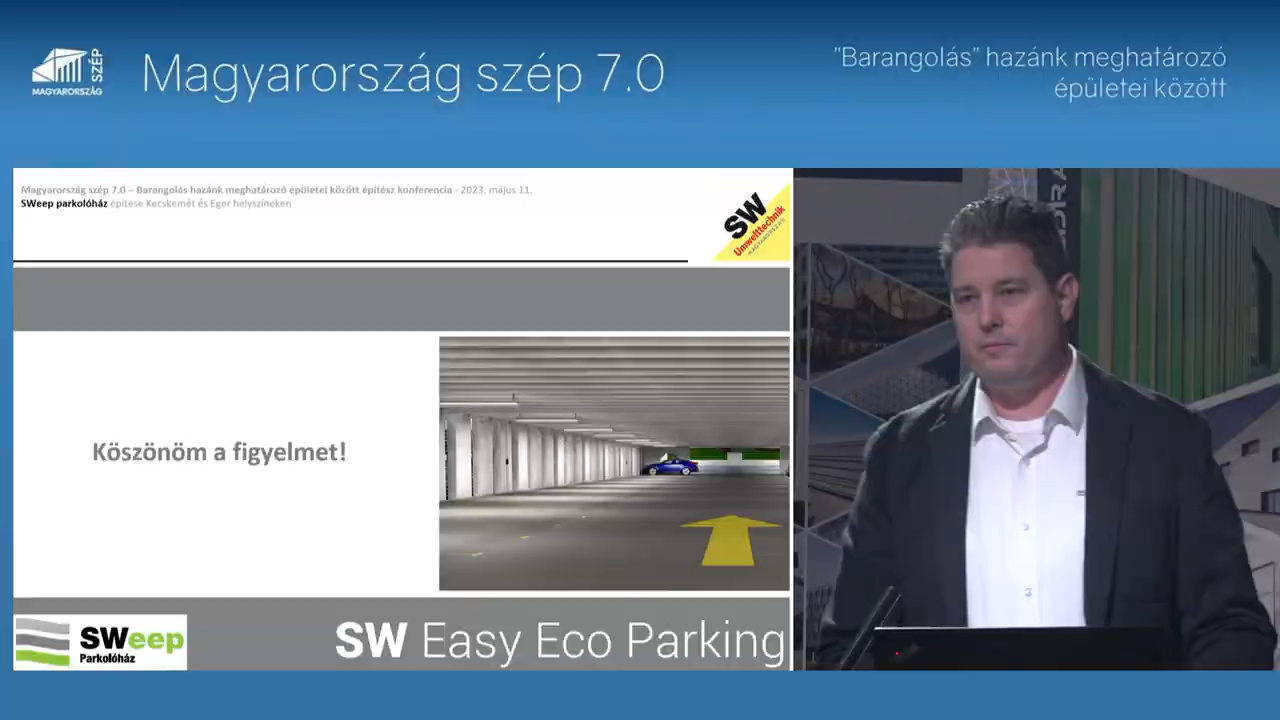 MAGYARORSZÁG
SZÉP
Magyarország szép 7.0
"Barangolás" hazánk meghatározó
épületei között
Magyarország szép 7.0 – Barangolás hazánk meghatározó épületei között építész konferencia - 2023. május 11.
SWeep parkolóház építése Kecskemét és Eger helyszíneken
SW
Umwelttechnik
MAGYARORSZÁG
Köszönöm a figyelmet!
SWeep
Parkolóház
SW Easy Eco Parking